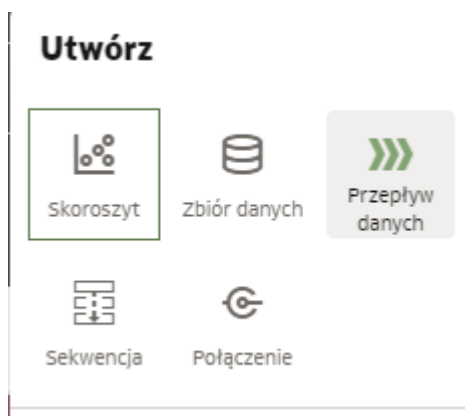 Utwórz
Skoroszyt
Zbiór danych
Przepływ
danych
Sekwencja
Połączenie